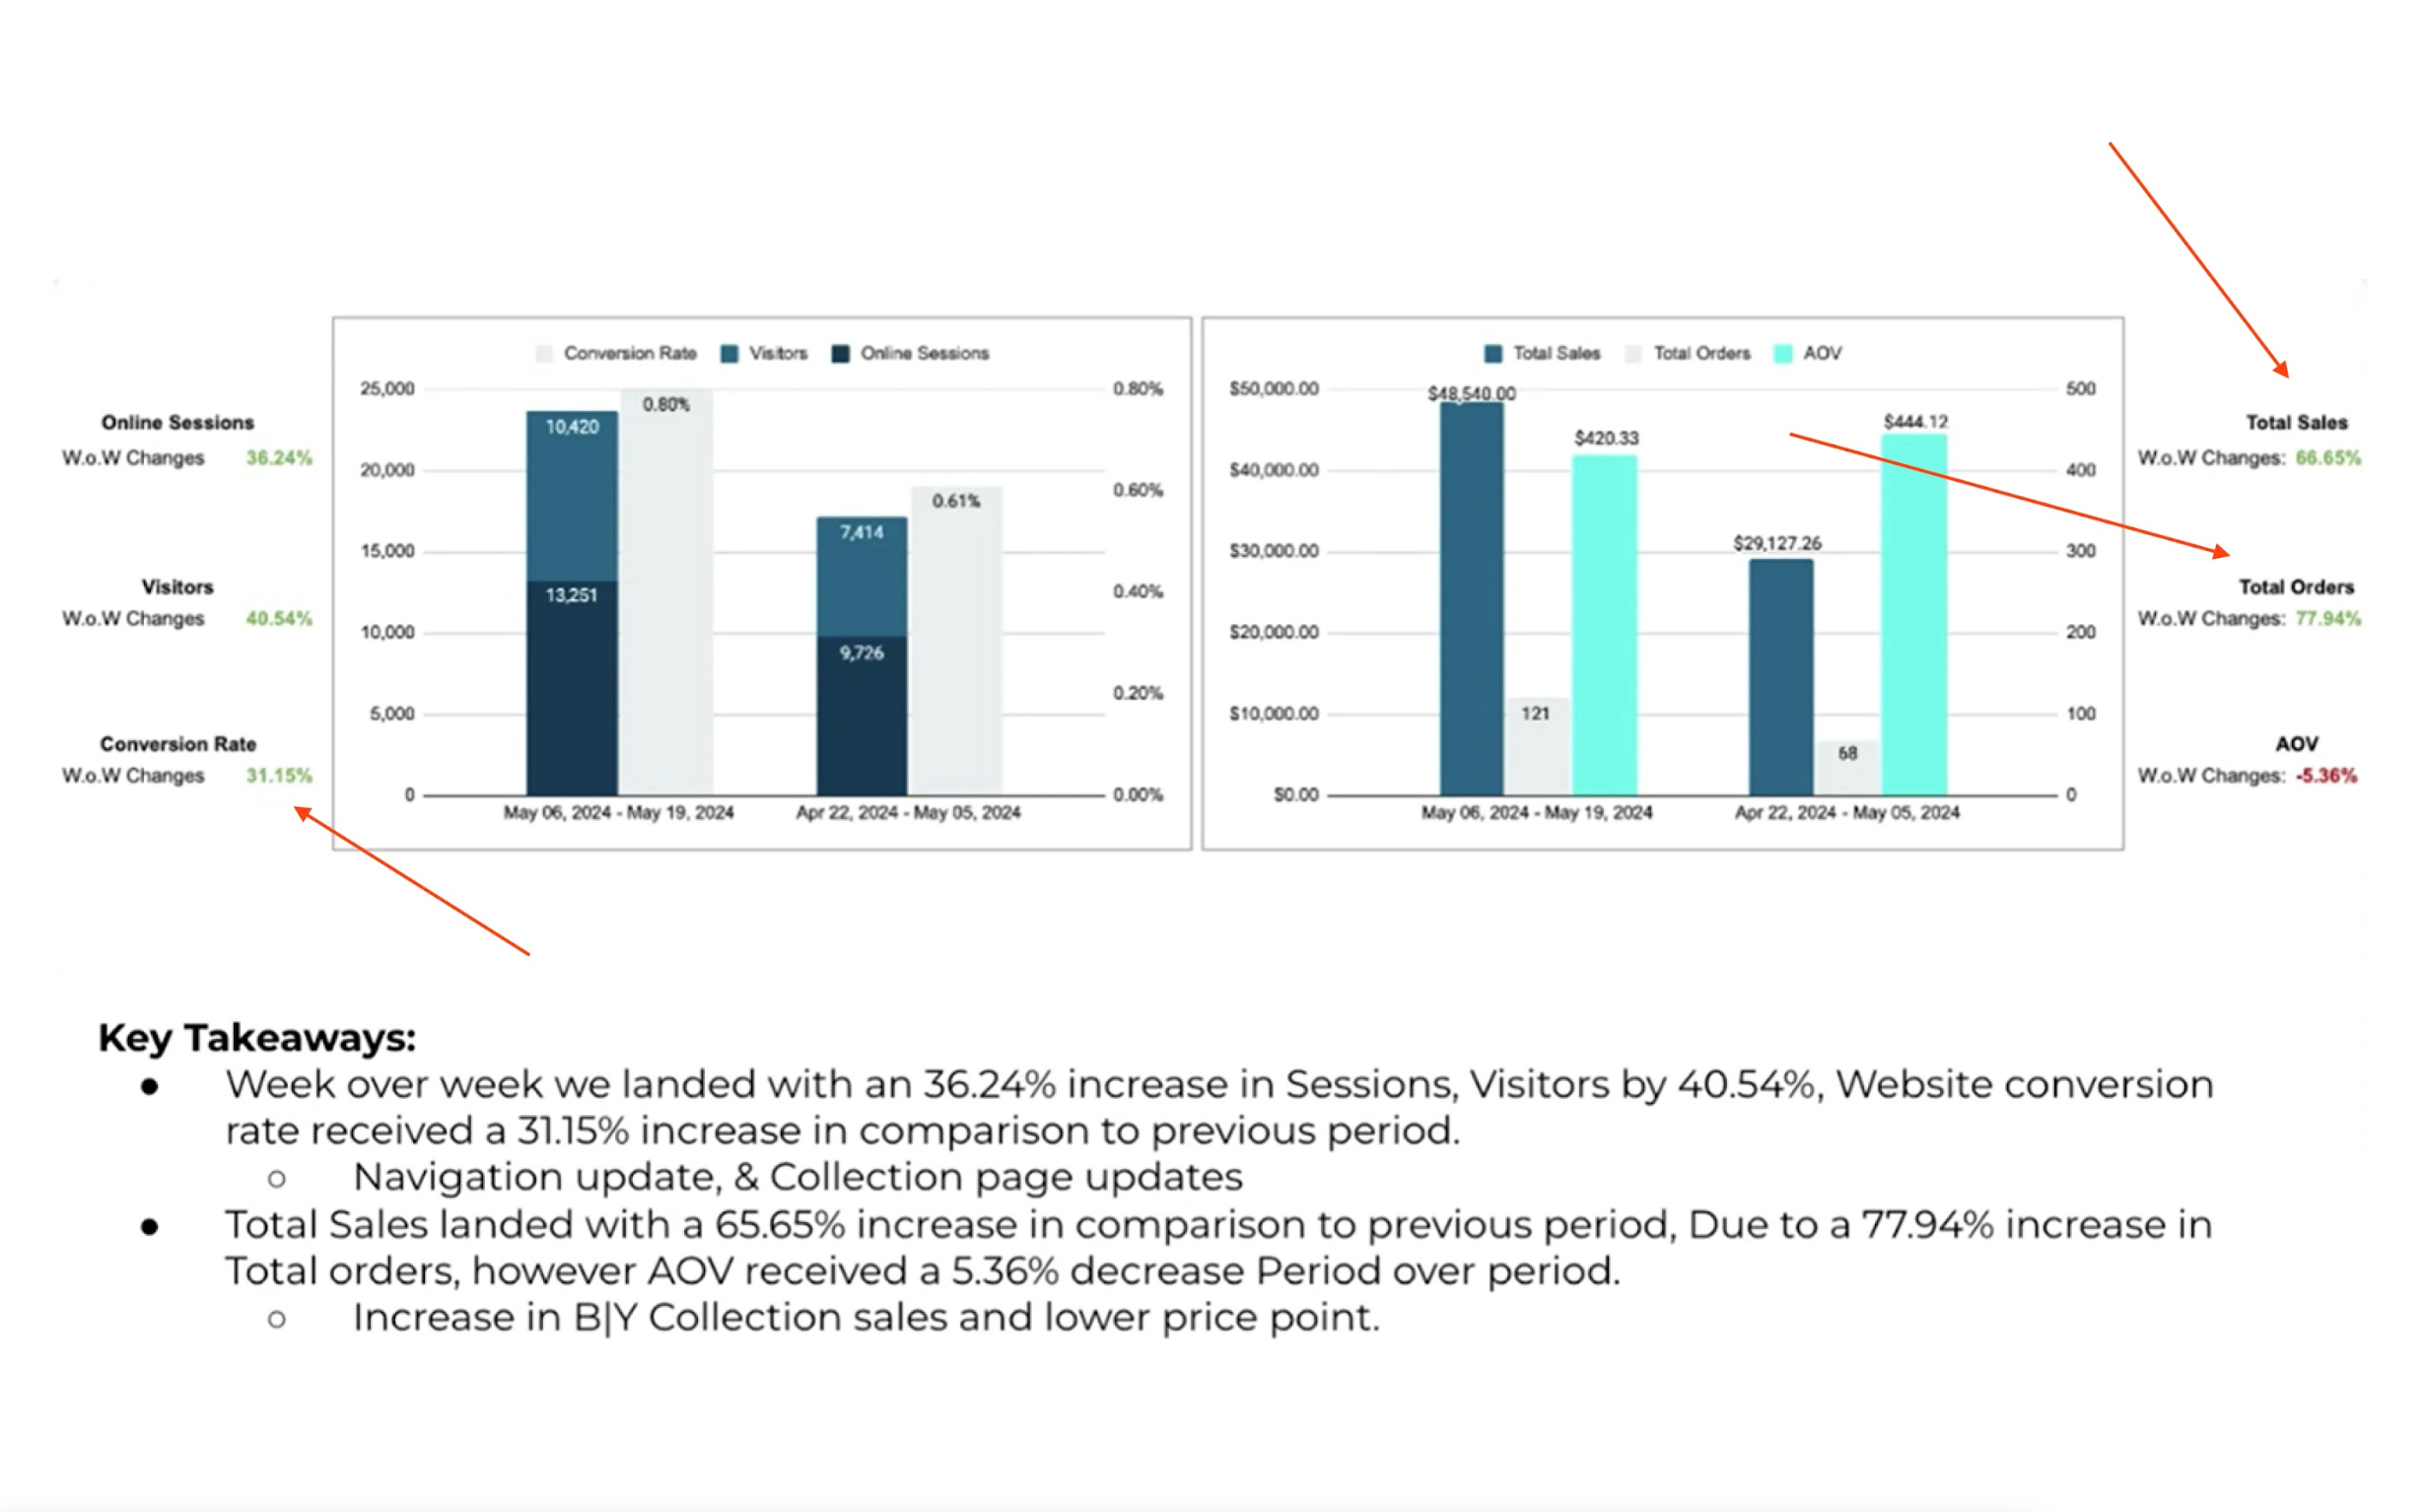 Online Sessions
W.o.W Changes 36.24%
Visitors
W.o.W Changes 40.54%
Conversion Rate
W.o.W Changes 31.15%
Conversion Rate Visitors Online Sessions
25,000
20,000
15,000
10,000
5,000
0
10,420
13,251
0.80%
7,414
9,726
0.61%
0.80%
0.60%
0.40%
0.20%
0.00%
May 06, 2024 - May 19, 2024
Apr 22, 2024 - May 05, 2024
Total Sales Total Orders AOV
$50,000.00
$40,000.00
$30,000.00
$20,000.00
$10,000.00
$0.00
$48,540.00
121
$420.33
$29,127.26
68
$444.12
500
400
300
200
100
0
May 06, 2024 - May 19, 2024
Apr 22, 2024 - May 05, 2024
Total Sales
W.o.W Changes: 66.65%
Total Orders
W.o.W Changes: 77.94%
AOV
W.o.W Changes: -5.36%
Key Takeaways:
● Week over week we landed with an 36.24% increase in Sessions, Visitors by 40.54%, Website conversion
rate received a 31.15% increase in comparison to previous period.
○ Navigation update, & Collection page updates
● Total Sales landed with a 65.65% increase in comparison to previous period, Due to a 77.94% increase in
Total orders, however AOV received a 5.36% decrease Period over period.
○ Increase in B|Y Collection sales and lower price point.